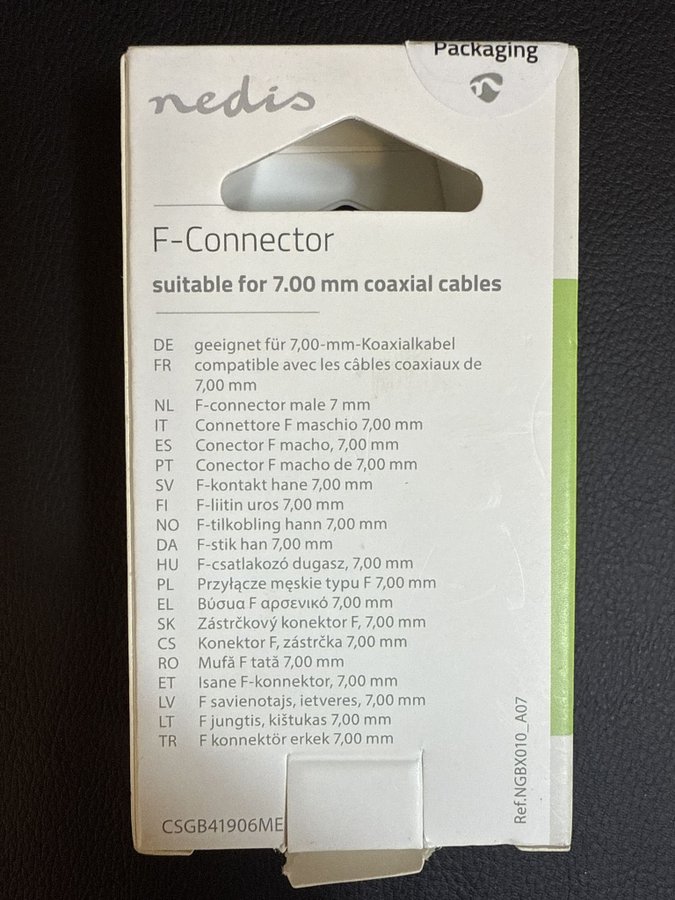 Packaging
nedis
F-Connector
suitable for 7.00 mm coaxial cables
DE geeignet für 7,00-mm-Koaxialkabel
FR compatible avec les câbles coaxiaux de
7,00 mm
NL F-connector male 7 mm
IT Connettore F maschio 7,00 mm
ES Conector F macho, 7,00 mm
PT Conector F macho de 7,00 mm
SV F-kontakt hane 7,00 mm
FI F-liitin uros 7,00 mm
NO F-tilkobling hann 7,00 mm
DA F-stik han 7,00 mm
HU F-csatlakozó dugasz, 7,00 mm
PL Przyłącze męskie typu F 7,00 mm
EL Βύσμα F αρσενικό 7,00 mm
SK Zástrčkový konektor F, 7,00 mm
CS Konektor F, zástrčka 7,00 mm
RO Mufă F tată 7,00 mm
ET Isane F-konnektor, 7,00 mm
LV F savienotajs, ietveres, 7,00 mm
LT F jungtis, kištukas 7,00 mm
TR F konnektör erkek 7,00 mm
CSGB41906ME
Ref.NGBX010_A07